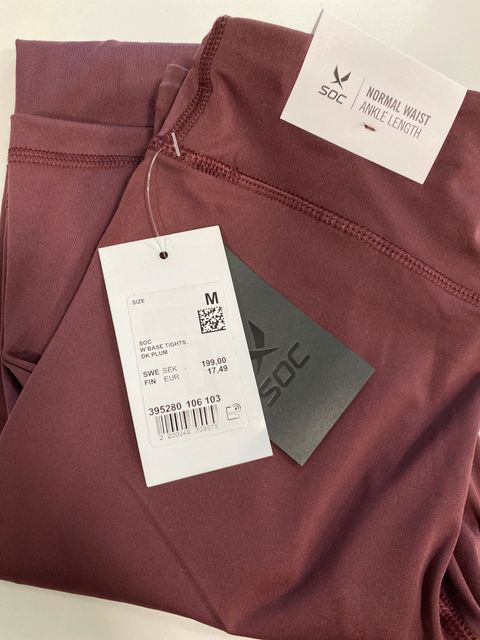 SOC
NORMAL WAIST
ANKLE LENGTH
SIZE M
SOC
W BASE TIGHTS
DK PLUM
SWE SEK 199,00
FIN EUR 17,49
395280 106 103
SOC